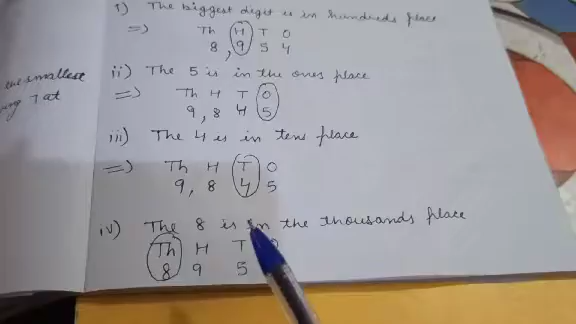 i) The biggest digit is in hundreds place
=) Th H T O
8, 9 5 4
the smallest
ii) The 5 is in the ones place
=) Th H T O
9, 8 4 5
iii) The 4 is in tens place
=) Th H T O
9, 8 4 5
iv) The 8 is in the thousands place
Th H T O
8 9 5